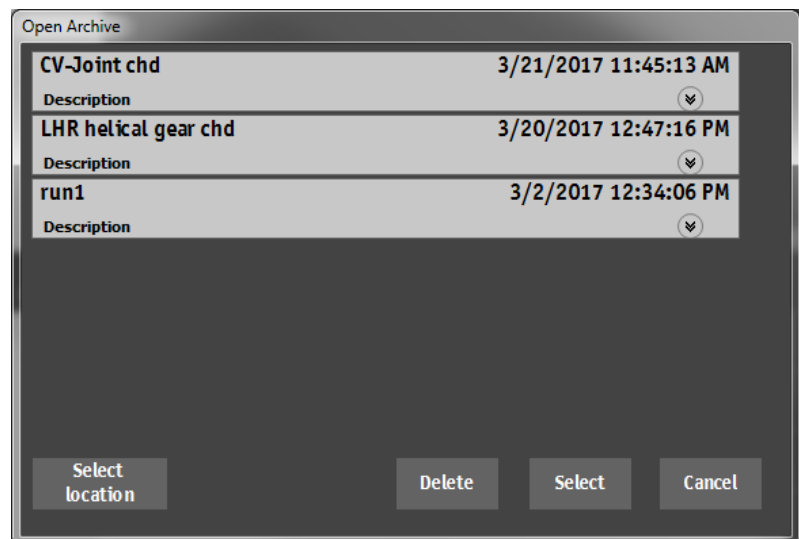 Open Archive
CV-Joint chd 3/21/2017 11:45:13 AM
Description
LHR helical gear chd 3/20/2017 12:47:16 PM
Description
run1 3/2/2017 12:34:06 PM
Description
Select
location
Delete Select Cancel